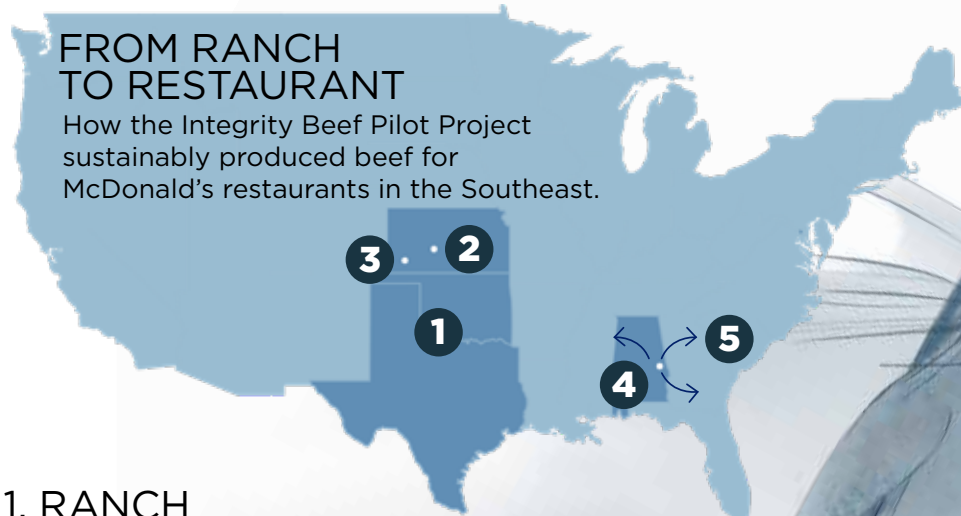 FROM RANCH
TO RESTAURANT
How the Integrity Beef Pilot Project
sustainably produced beef for
McDonald’s restaurants in the Southeast.
3
2
1
5
4
1. RANCH